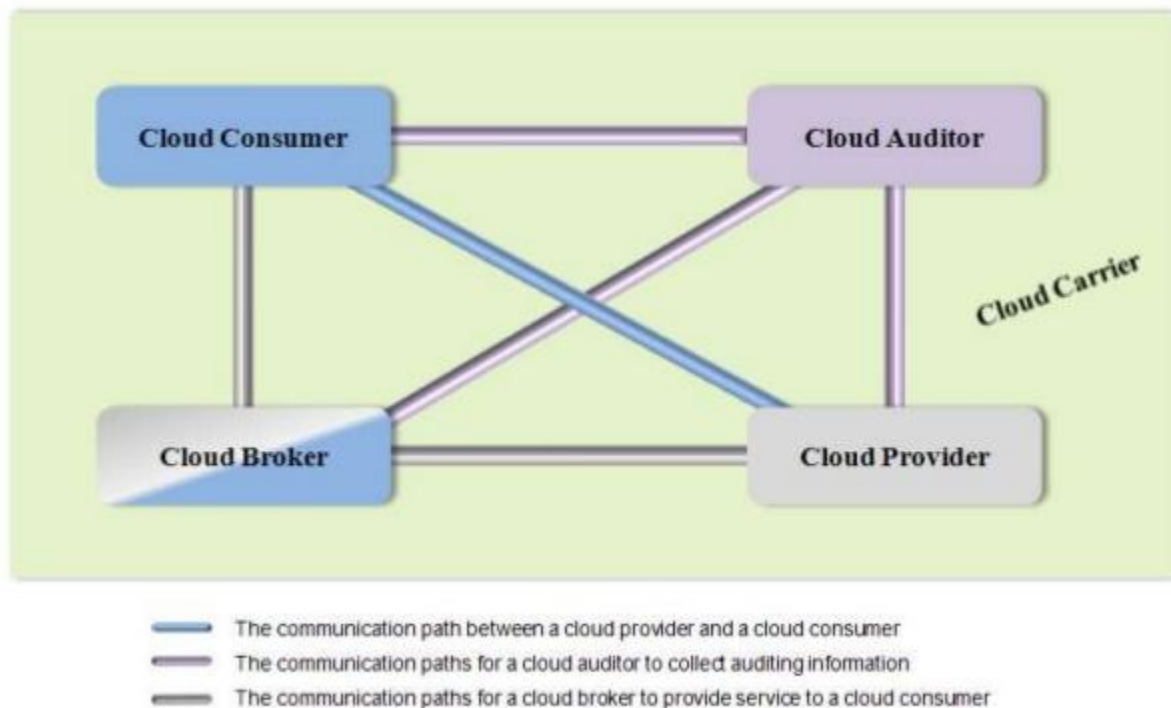 Cloud Consumer
Cloud Auditor
Cloud Carrier
Cloud Broker
Cloud Provider
The communication path between a cloud provider and a cloud consumer
The communication paths for a cloud auditor to collect auditing information
The communication paths for a cloud broker to provide service to a cloud consumer